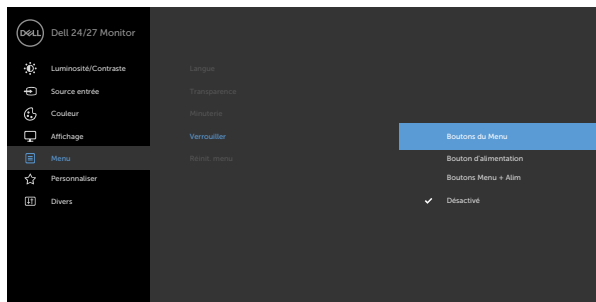 DELL
Dell 24/27 Monitor
Luminosité/Contraste
Source entrée
Couleur
Affichage
Menu
Personnaliser
Divers
Langue
Transparence
Minuterie
Verrouiller
Réinit. menu
Boutons du Menu
Bouton d'alimentation
Boutons Menu + Alim
Désactivé